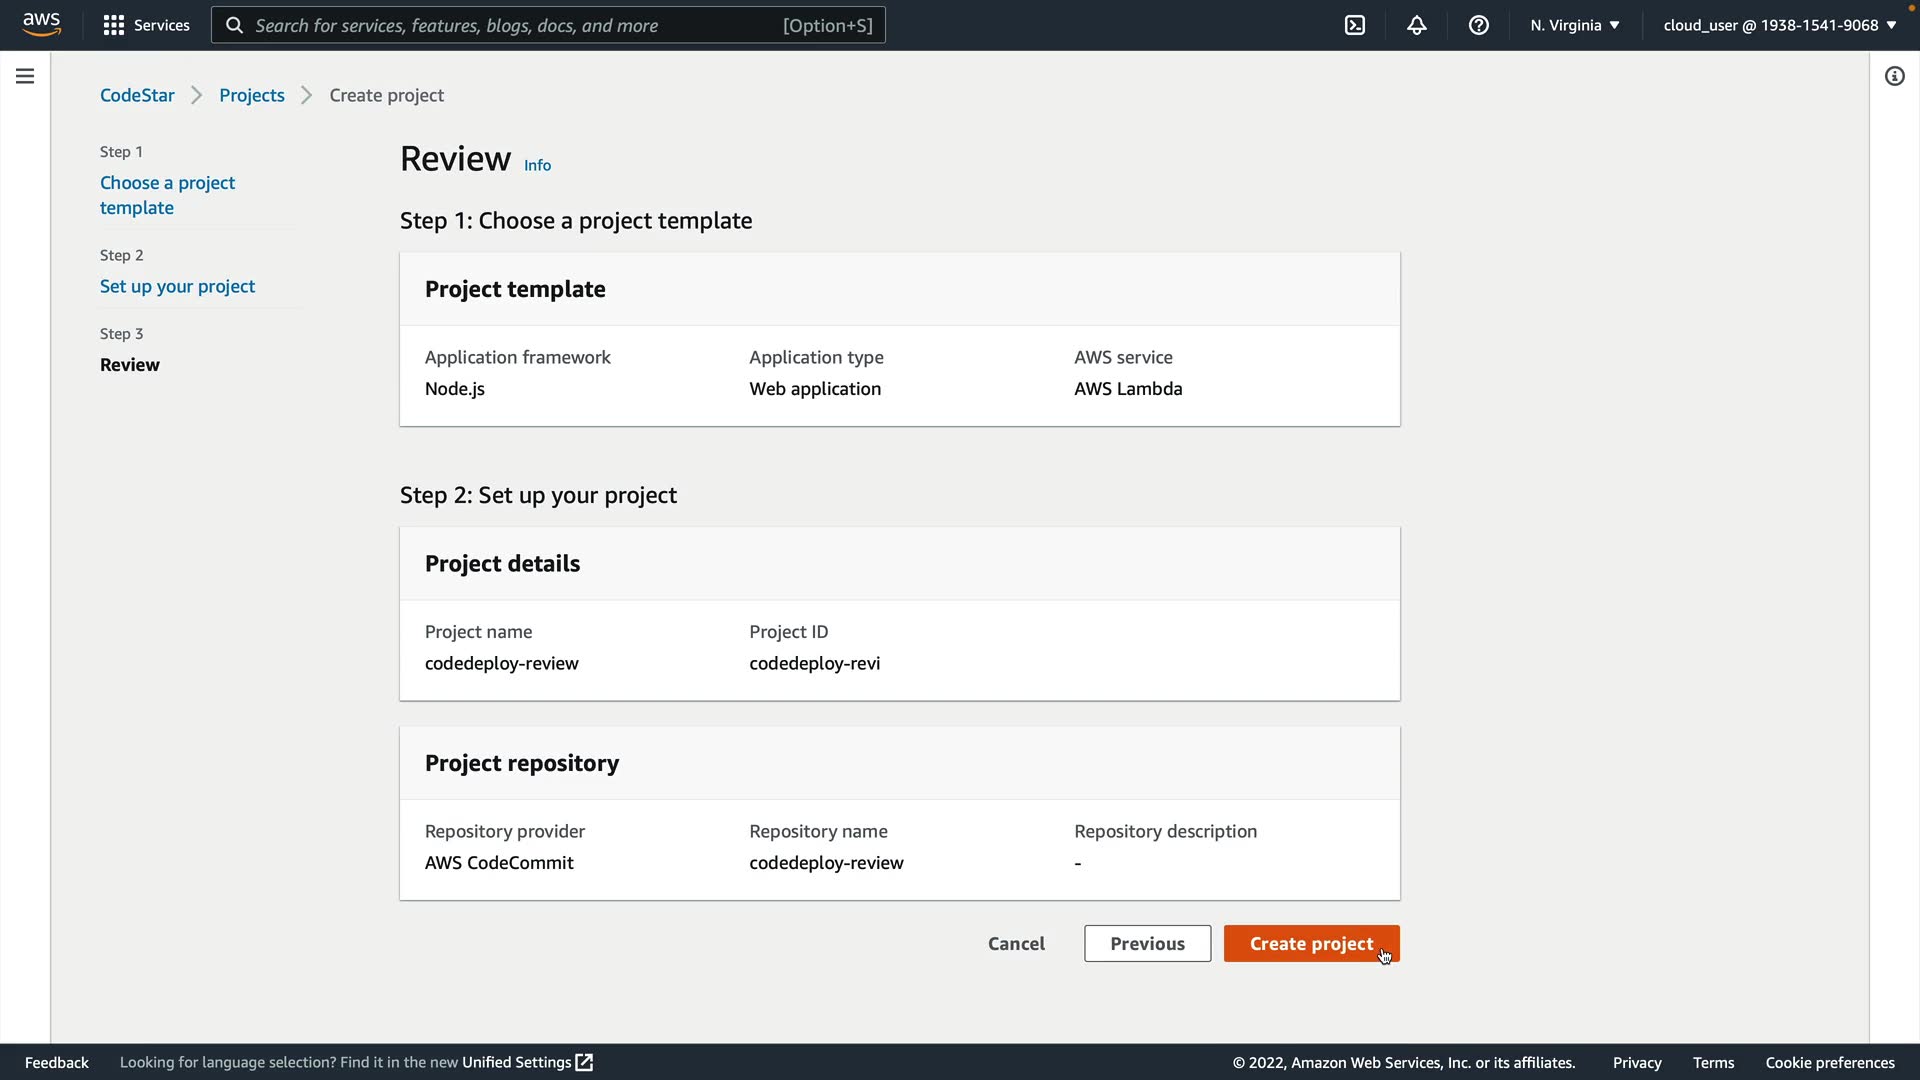 aws
Services
Search for services, features, blogs, docs, and more
[Option+S]
N. Virginia
cloud_user @ 1938-1541-9068
CodeStar
Projects
Create project
Step 1
Choose a project
template
Step 2
Set up your project
Step 3
Review
Review Info
Step 1: Choose a project template
Project template
Application framework Application type AWS service
Node.js Web application AWS Lambda
Step 2: Set up your project
Project details
Project name Project ID
codedeploy-review codedeploy-revi
Project repository
Repository provider Repository name Repository description
AWS CodeCommit codedeploy-review -
Cancel Previous Create project
Feedback Looking for language selection? Find it in the new Unified Settings © 2022, Amazon Web Services, Inc. or its affiliates. Privacy Terms Cookie preferences